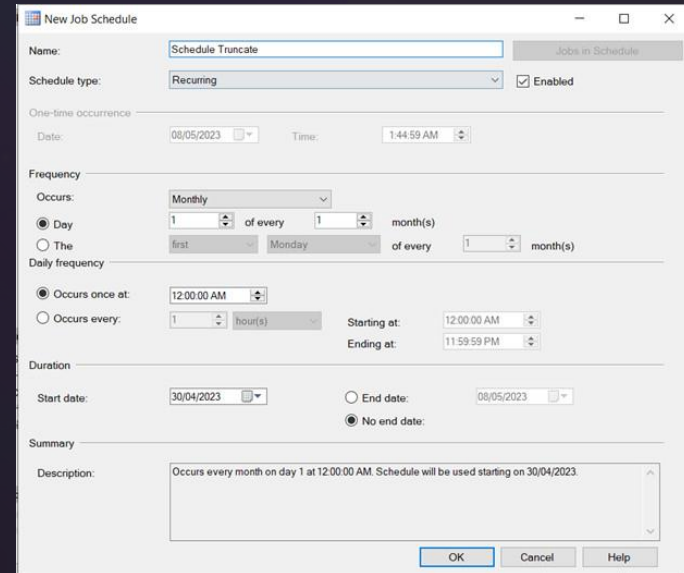 New Job Schedule
Name: Schedule Truncate Jobs in Schedule
Schedule type: Recurring Enabled
One-time occurrence
Date: 08/05/2023 Time: 1:44:59 AM
Frequency
Occurs: Monthly
Day 1 of every 1 month(s)
The first Monday of every 1 month(s)
Daily frequency
Occurs once at: 12:00:00 AM
Occurs every: 1 hour(s) Starting at: 12:00:00 AM
Ending at: 11:59:59 PM
Duration
Start date: 30/04/2023 End date: 08/05/2023
No end date:
Summary
Description: Occurs every month on day 1 at 12:00:00 AM. Schedule will be used starting on 30/04/2023.
OK Cancel Help